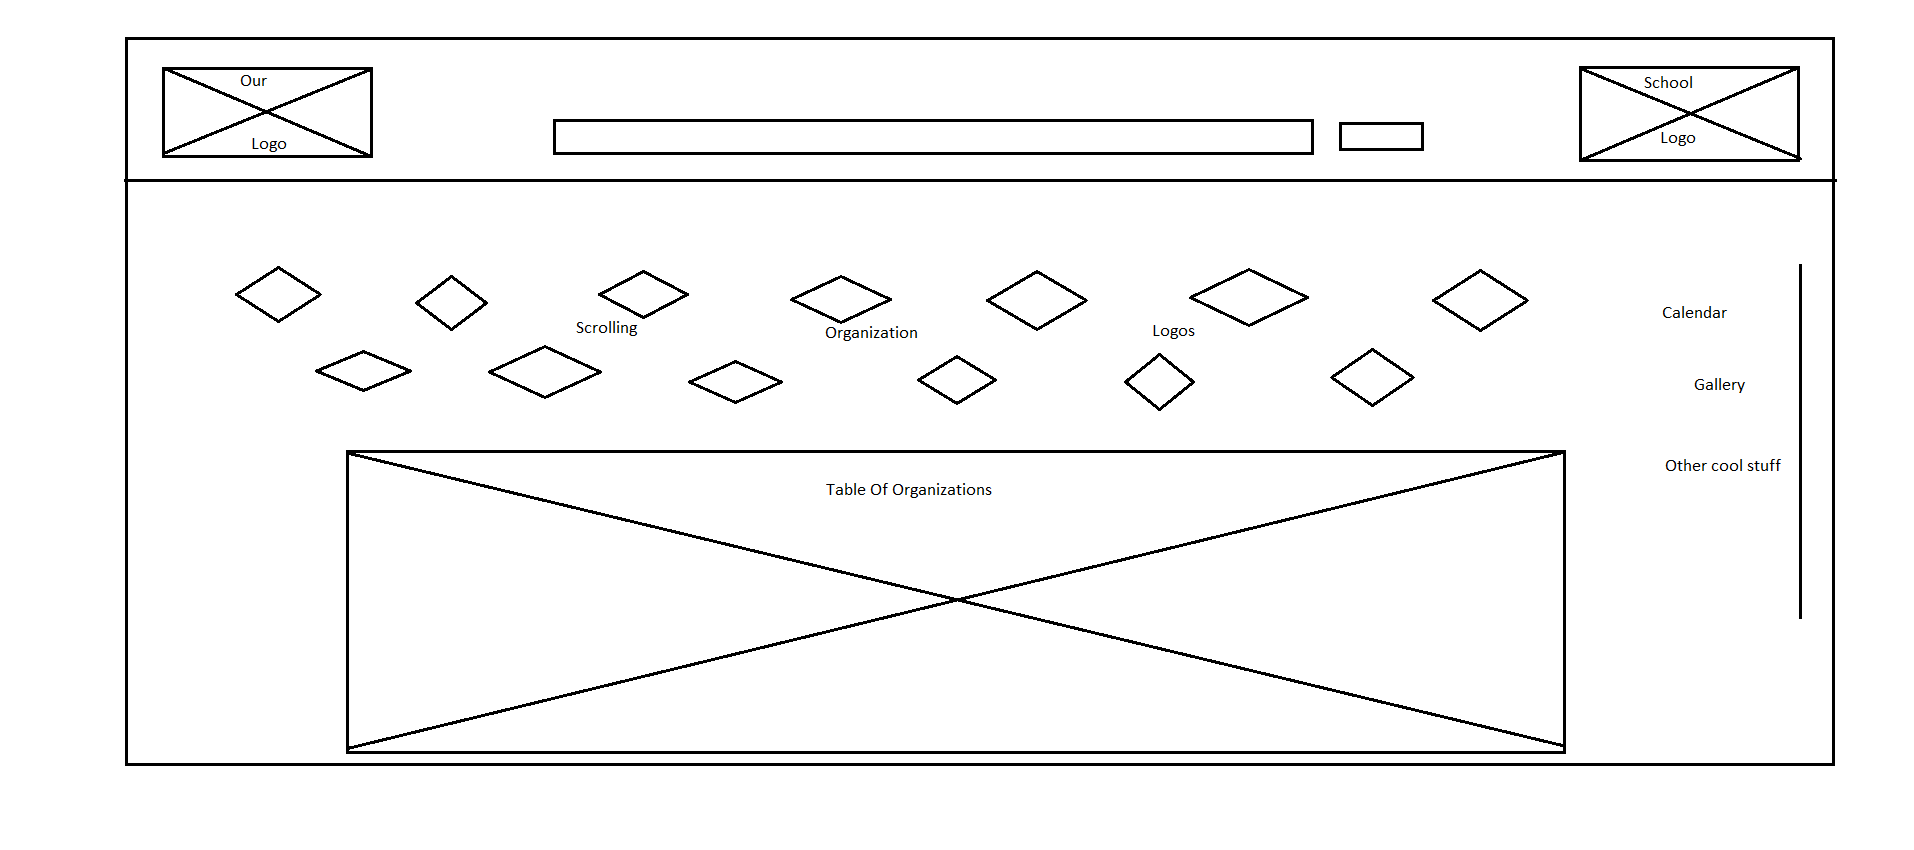 Our
Logo
School
Logo
Scrolling Organization Logos
Calendar
Gallery
Other cool stuff
Table Of Organizations